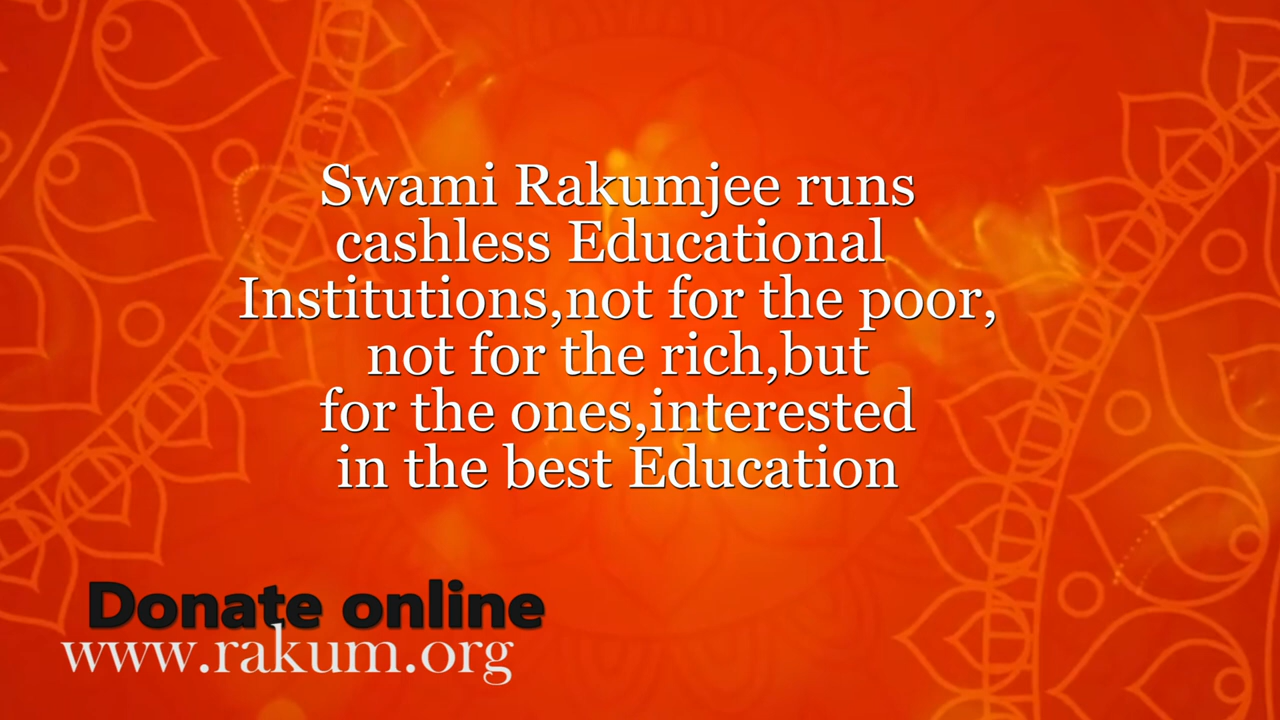 Swami Rakumjee runs
cashless Educational
Institutions,not for the poor,
not for the rich,but
for the ones,interested
in the best Education
Donate online
www.rakum.org